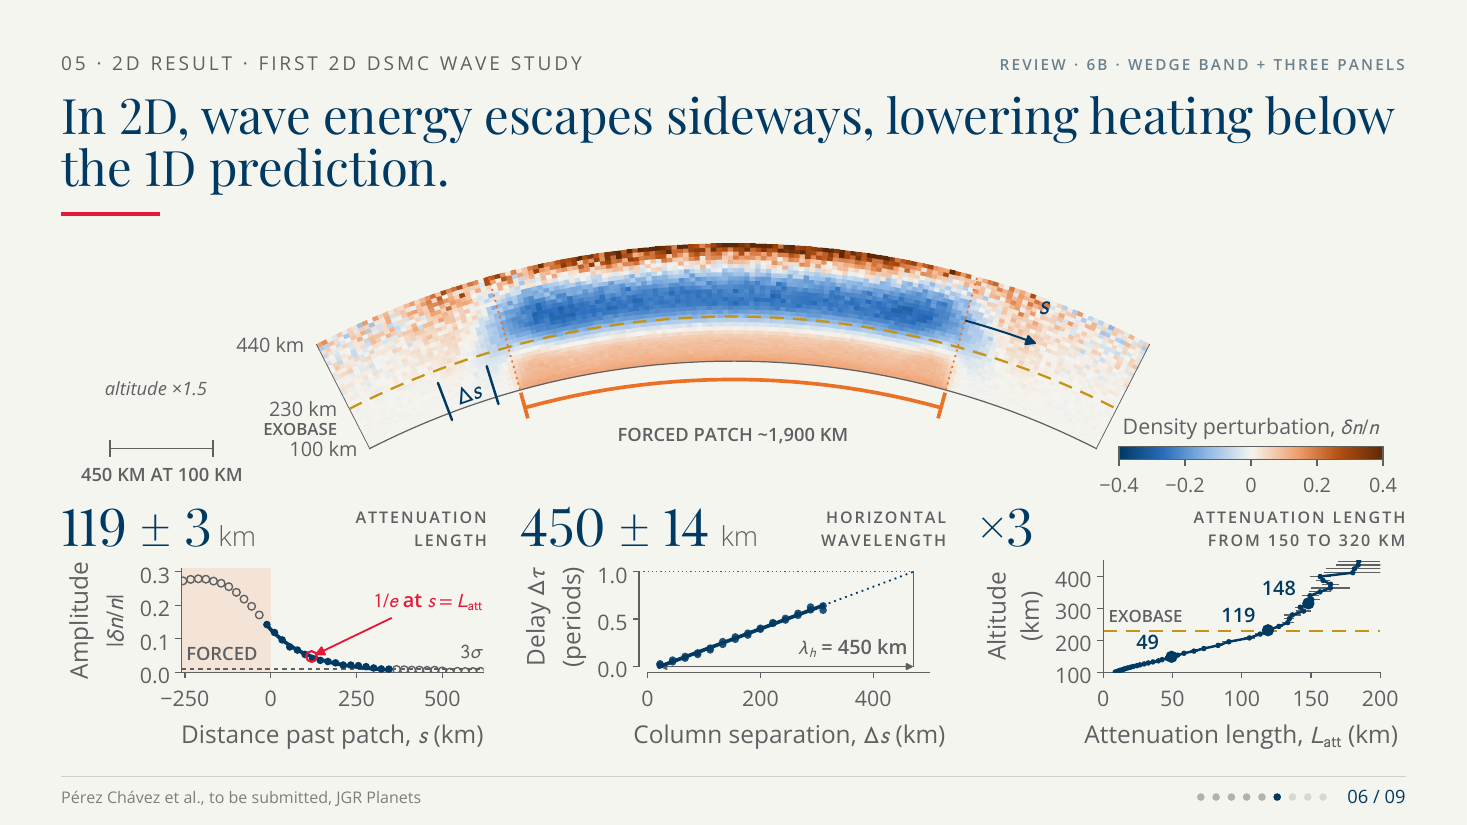 05 · 2D RESULT · FIRST 2D DSMC WAVE STUDY
REVIEW · 6B · WEDGE BAND + THREE PANELS
In 2D, wave energy escapes sideways, lowering heating below
the 1D prediction.
s
440 km
altitude ×1.5
Δs
230 km
EXOBASE
100 km
FORCED PATCH ~1,900 KM
450 KM AT 100 KM
Density perturbation, δn/n
−0.4 −0.2 0 0.2 0.4
119 ± 3 km
ATTENUATION
LENGTH
Amplitude
|δn/n|
0.3
0.2
0.1
0.0
1/e at s = Latt
FORCED
3σ
−250 0 250 500
Distance past patch, s (km)
450 ± 14 km
HORIZONTAL
WAVELENGTH
Delay Δτ
(periods)
1.0
0.5
0.0
λh = 450 km
0 200 400
Column separation, Δs (km)
×3
ATTENUATION LENGTH
FROM 150 TO 320 KM
Altitude
(km)
400
300
200
100
148
EXOBASE
119
49
0 50 100 150 200
Attenuation length, Latt (km)
Pérez Chávez et al., to be submitted, JGR Planets
06 / 09